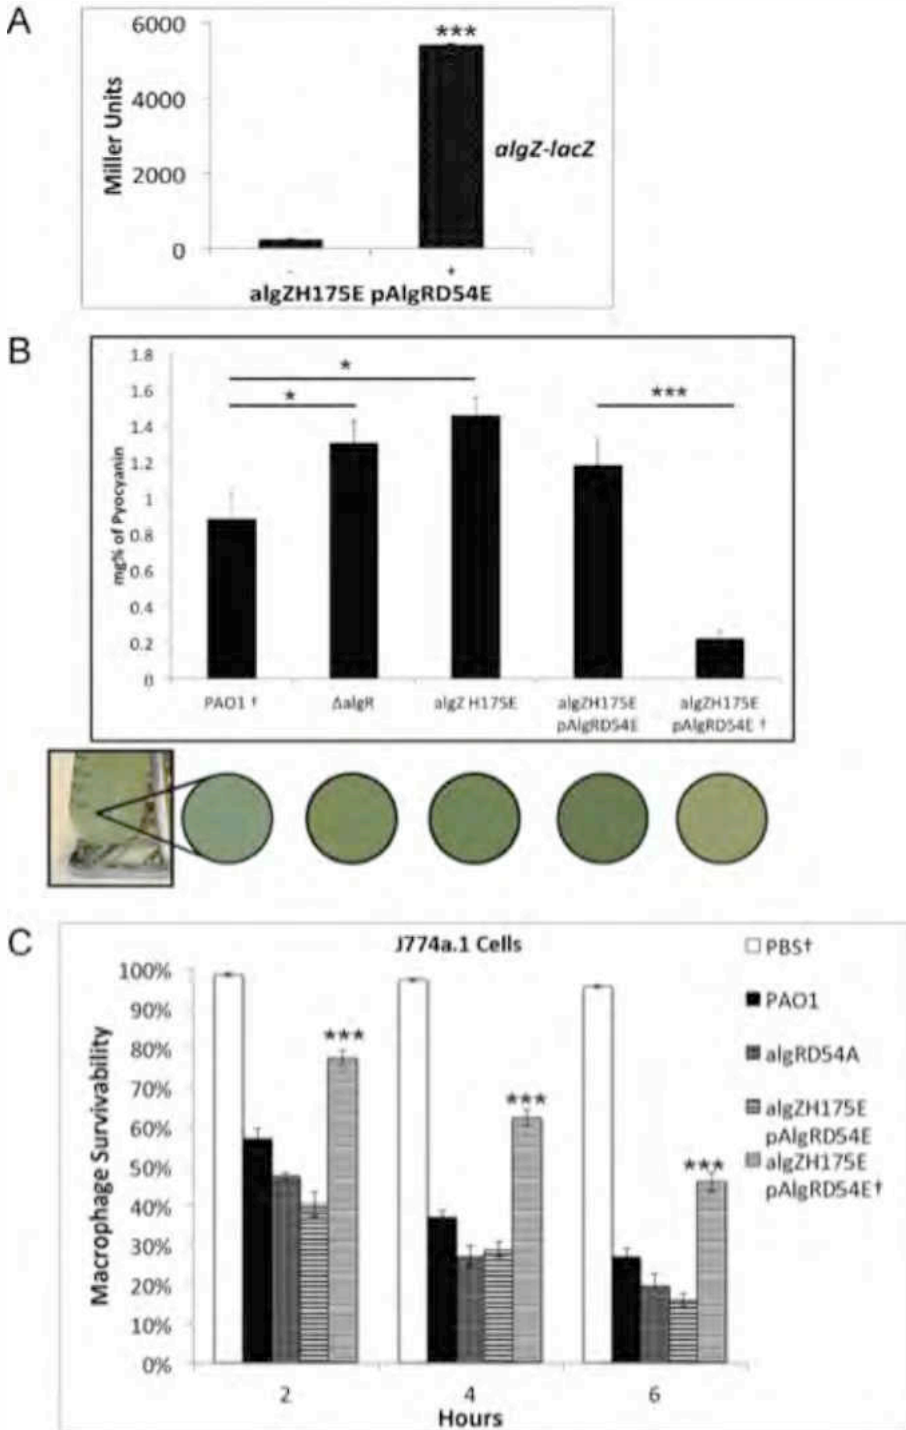 A
6000
4000
2000
0
Miller Units
***
algZ-lacZ
- +
algZH175E pAlgRD54E
B
1.8
1.6
1.4
1.2
1
0.8
0.6
0.4
0.2
0
mg% of Pyocyanin
*
*
***
PAO1 † ΔalgR algZ H175E algZH175E algZH175E
pAlgRD54E pAlgRD54E †
C
J774a.1 Cells
100%
90%
80%
70%
60%
50%
40%
30%
20%
10%
0%
Macrophage Survivability
***
***
***
2 4 6
Hours
PBS†
PAO1
algRD54A
algZH175E
pAlgRD54E
algZH175E
pAlgRD54E†